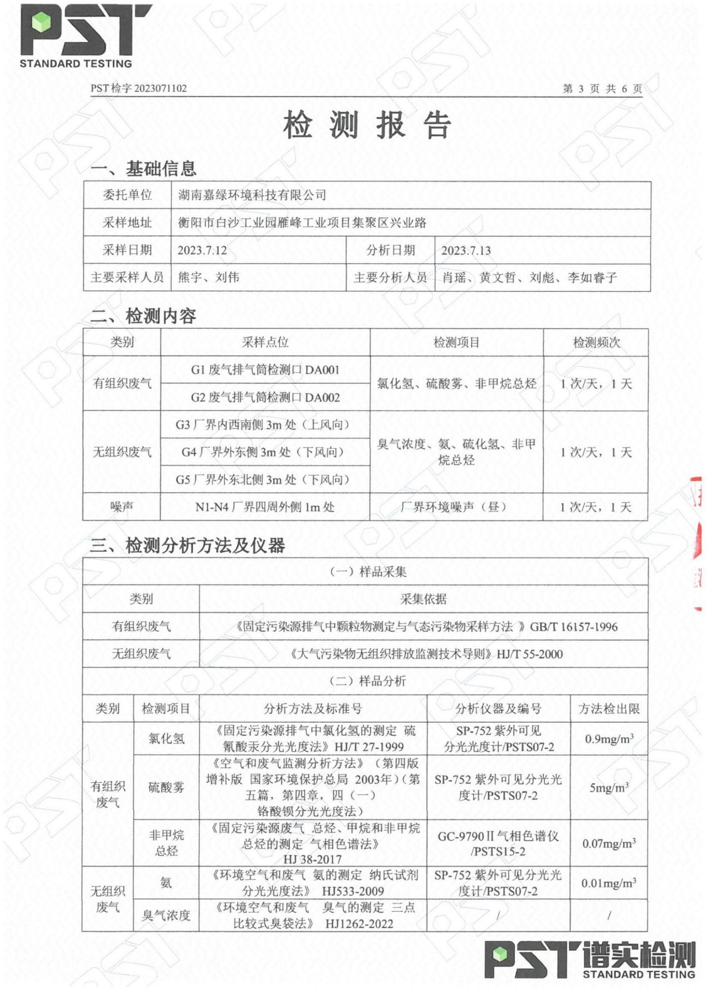 PST
STANDARD TESTING
PST检字2023071102
第 3 页 共 6 页
检测报告
一、基础信息
委托单位 湖南嘉绿环境科技有限公司
采样地址 衡阳市白沙工业园雁峰工业项目集聚区兴业路
采样日期 2023.7.12 分析日期 2023.7.13
主要采样人员 熊宇、刘伟 主要分析人员 肖瑶、黄文哲、刘彪、李如睿子
二、检测内容
类别 采样点位 检测项目 检测频次
有组织废气
G1 废气排气筒检测口 DA001
G2 废气排气筒检测口 DA002
氯化氢、硫酸雾、非甲烷总烃
1 次/天，1 天
无组织废气
G3 厂界内西南侧 3m 处（上风向）
G4 厂界外东侧 3m 处（下风向）
G5 厂界外东北侧 3m 处（下风向）
臭气浓度、氨、硫化氢、非甲
烷总烃
1 次/天，1 天
噪声 N1-N4 厂界四周外侧 1m 处 厂界环境噪声（昼） 1 次/天，1 天
三、检测分析方法及仪器
（一）样品采集
类别 采集依据
有组织废气 《固定污染源排气中颗粒物测定与气态污染物采样方法 》GB/T 16157-1996
无组织废气 《大气污染物无组织排放监测技术导则》HJ/T 55-2000
（二）样品分析
类别 检测项目 分析方法及标准号 分析仪器及编号 方法检出限
有组织
废气
氯化氢
《固定污染源排气中氯化氢的测定 硫
氰酸汞分光光度法》HJ/T 27-1999
SP-752 紫外可见
分光光度计/PSTS07-2
0.9mg/m³
硫酸雾
《空气和废气监测分析方法》（第四版
增补版 国家环境保护总局 2003年）（第
五篇，第四章，四（一）
铬酸钡分光光度法）
SP-752 紫外可见分光光
度计/PSTS07-2
5mg/m³
非甲烷
总烃
《固定污染源废气 总烃、甲烷和非甲烷
总烃的测定 气相色谱法》
HJ 38-2017
GC-9790Ⅱ气相色谱仪
/PSTS15-2
0.07mg/m³
无组织
废气
氨
《环境空气和废气 氨的测定 纳氏试剂
分光光度法》 HJ533-2009
SP-752 紫外可见分光光
度计/PSTS07-2
0.01mg/m³
臭气浓度
《环境空气和废气 臭气的测定 三点
比较式臭袋法》 HJ1262-2022
/
/
PST谱实检测
STANDARD TESTING